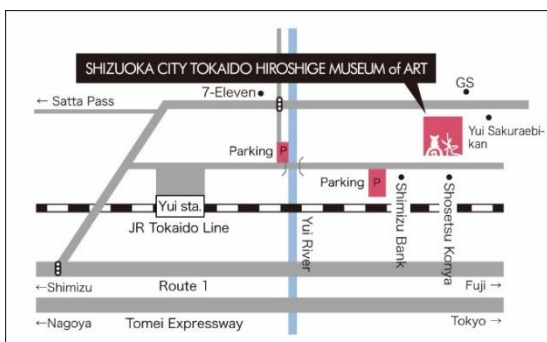 SHIZUOKA CITY TOKAIDO HIROSHIGE MUSEUM of ART
7-Eleven
GS
← Satta Pass
Yui Sakuraebi-
kan
Parking P
Parking P
Yui sta.
JR Tokaido Line
Yui River
Shimizu Bank
Shosetsu Konya
←Shimizu
Route 1
Fuji →
←Nagoya
Tomei Expressway
Tokyo →